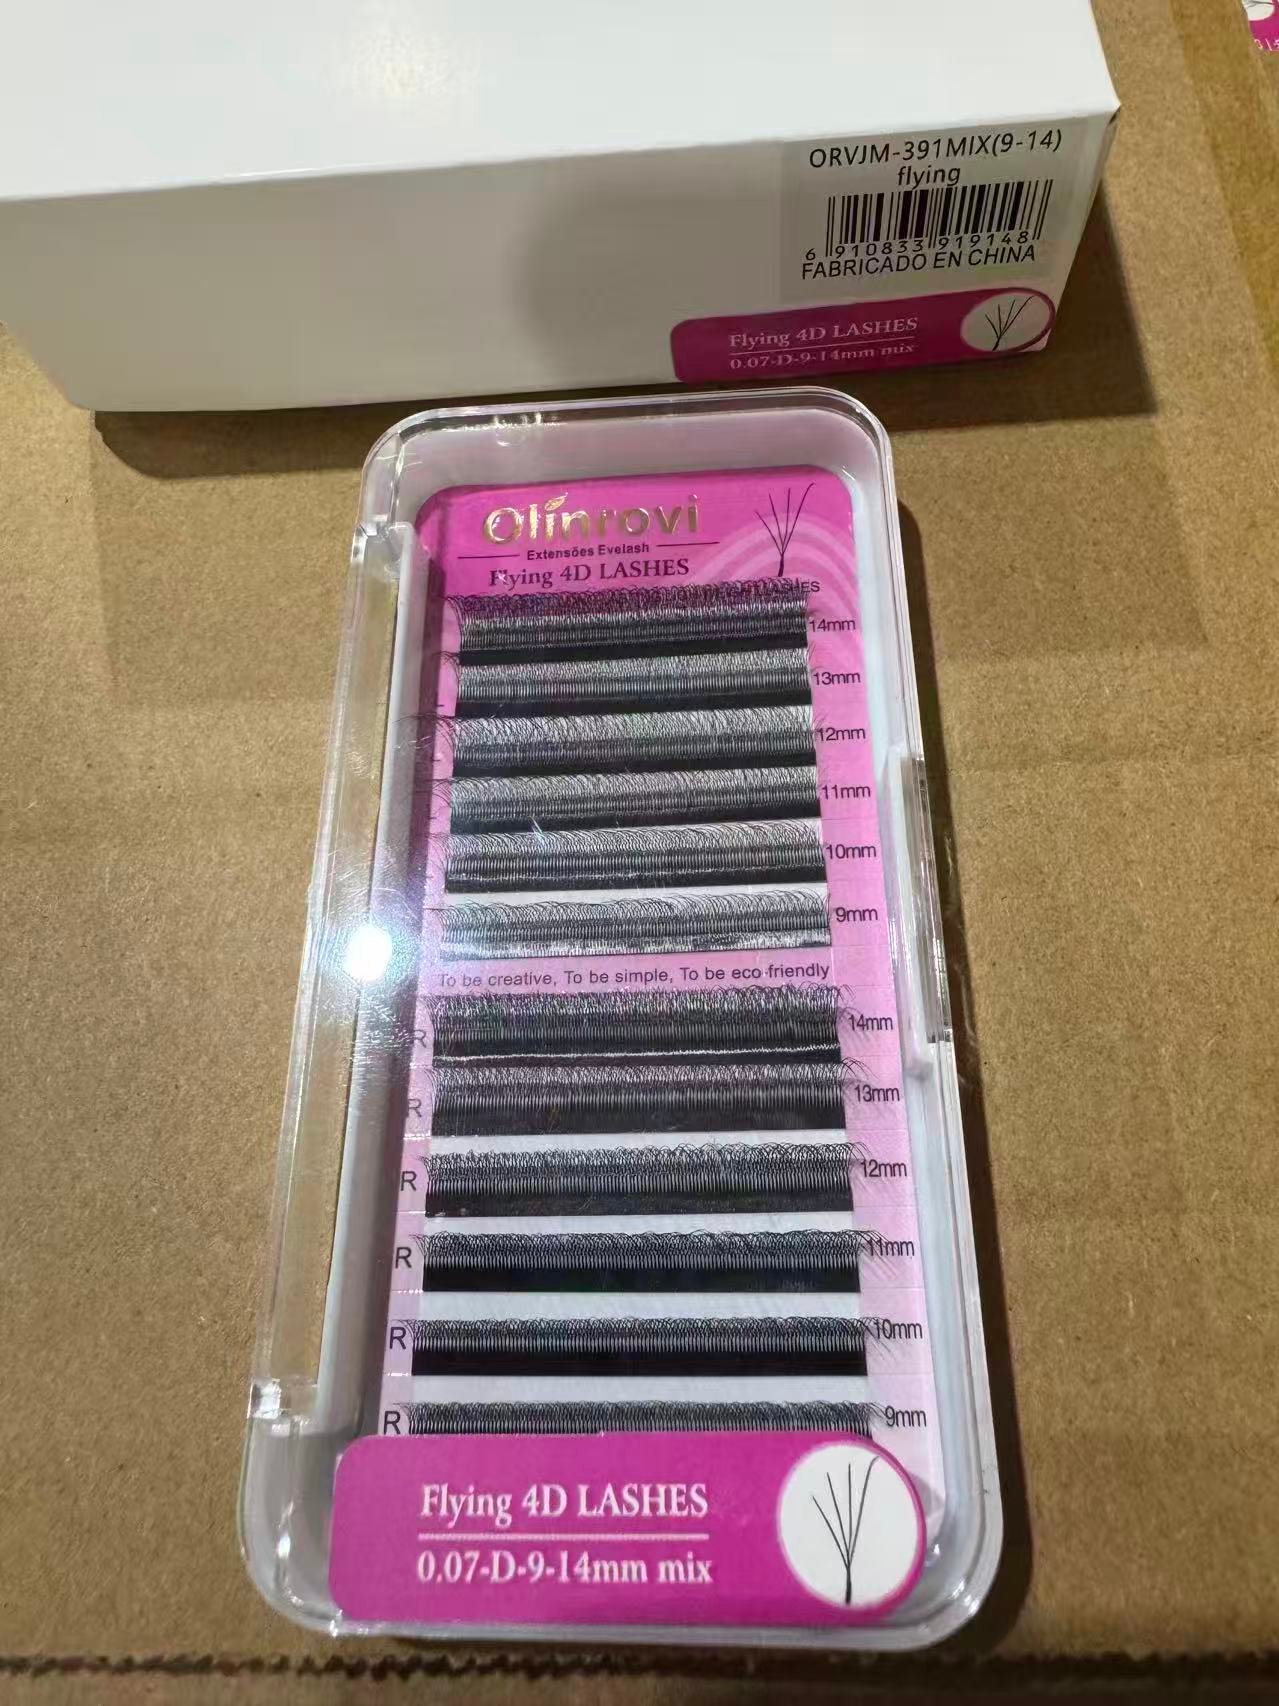 ORVJM-391MIX(9-14)
flying
6 910833 919148
FABRICADO EN CHINA
Flying 4D LASHES
0.07-D-9-14mm mix
Olinrovi
Extensões Eyelash
Flying 4D LASHES
LASHES
14mm
L 13mm
L 12mm
11mm
10mm
9mm
To be creative, To be simple, To be eco-friendly
R 14mm
R 13mm
R 12mm
R 11mm
R 10mm
R 9mm
Flying 4D LASHES
0.07-D-9-14mm mix